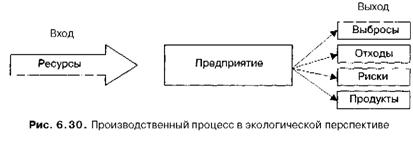 Вход
Выход
Ресурсы
Предприятие
Выбросы
Отходы
Риски
Продукты
Рис. 6.30. Производственный процесс в экологической перспективе